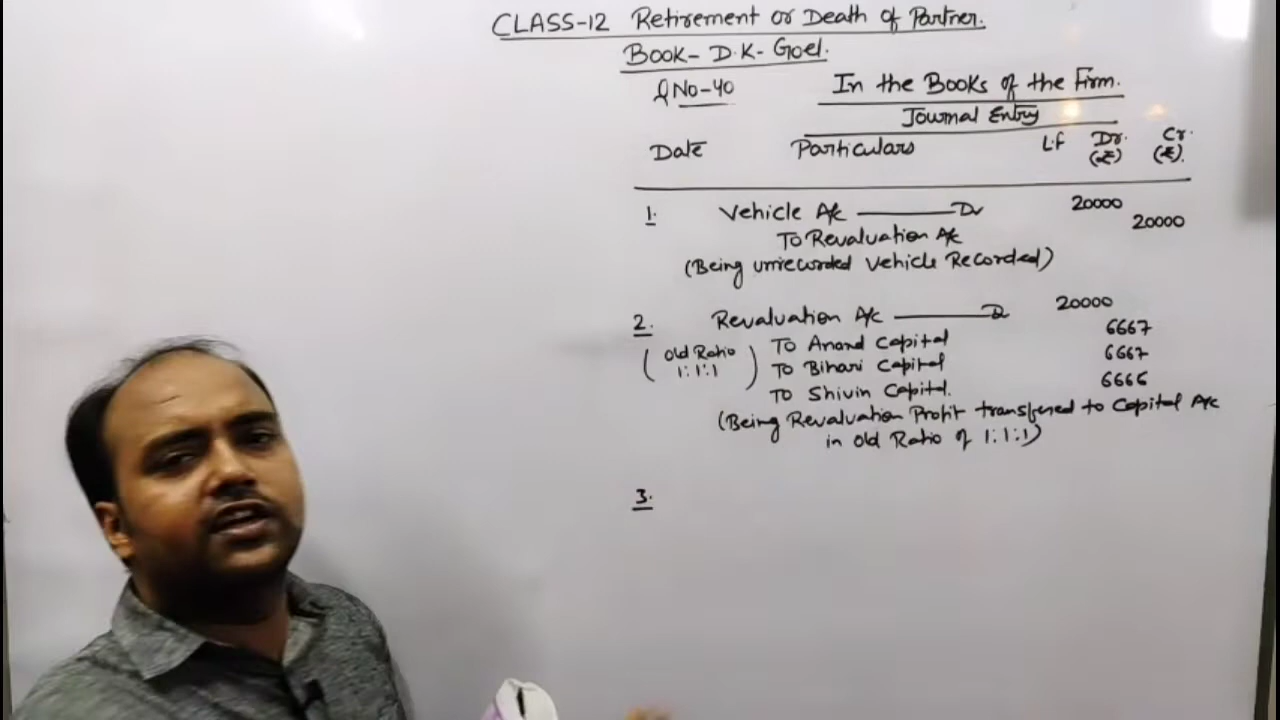 CLASS-12 Retirement or Death of Partner.
Book- D.K- Goel.
QNo-40 In the Books of the Firm.
Journal Entry
Date Particulars L.f Dr. (₹) Cr. (₹).
1. Vehicle A/c ———— Dr 20000
To Revaluation A/c 20000
(Being unrecorded Vehicle Recorded)
2. Revaluation A/c ———— Dr 20000
(Old Ratio 1:1:1) To Anand Capital 6667
To Bihari Capital 6667
To Shivin Capital. 6666
(Being Revaluation Profit transfered to Capital A/c
in old Ratio of 1:1:1)
3.